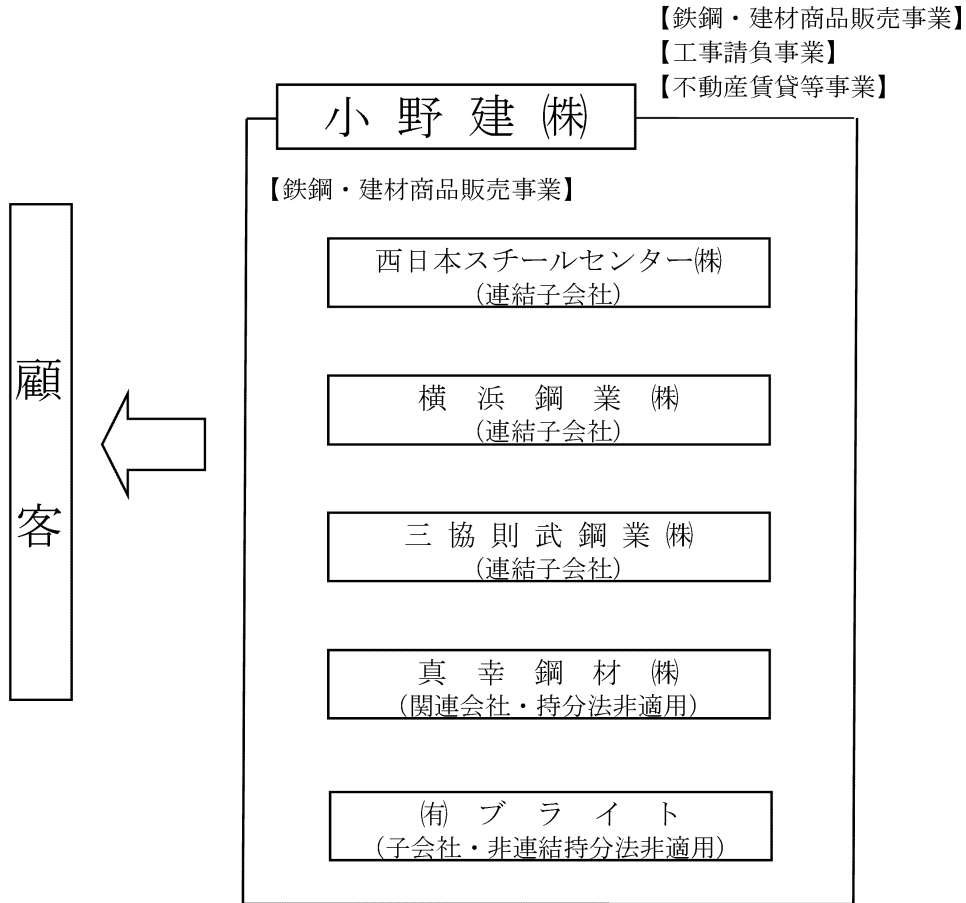 【鉄鋼・建材商品販売事業】
【工事請負事業】
【不動産賃貸等事業】
小野建㈱
【鉄鋼・建材商品販売事業】
西日本スチールセンター㈱
(連結子会社)
横浜鋼業㈱
(連結子会社)
三協則武鋼業㈱
(連結子会社)
真幸鋼材㈱
(関連会社・持分法非適用)
㈲ブライト
(子会社・非連結持分法非適用)
顧客